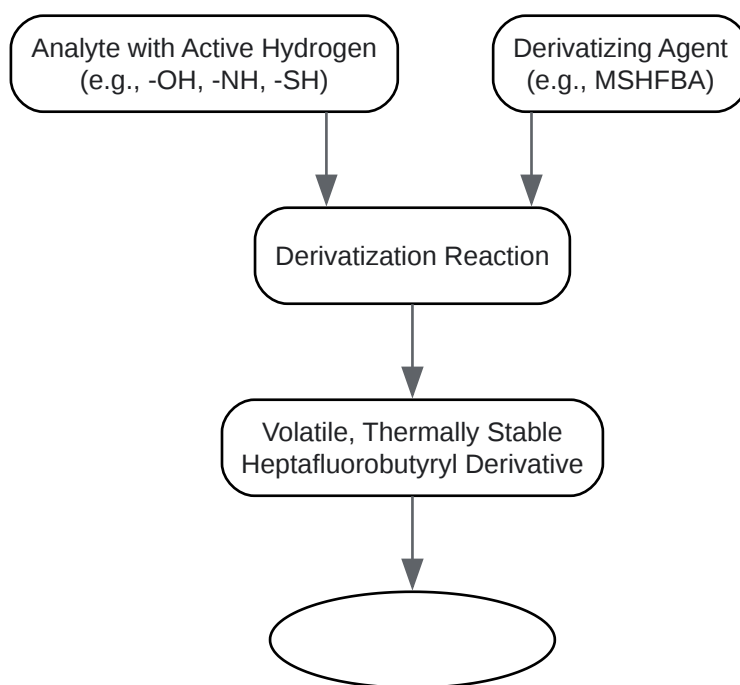 Analyte with Active Hydrogen
(e.g., -OH, -NH, -SH)
Derivatizing Agent
(e.g., MSHFBA)
Derivatization Reaction
Volatile, Thermally Stable
Heptafluorobutyryl Derivative